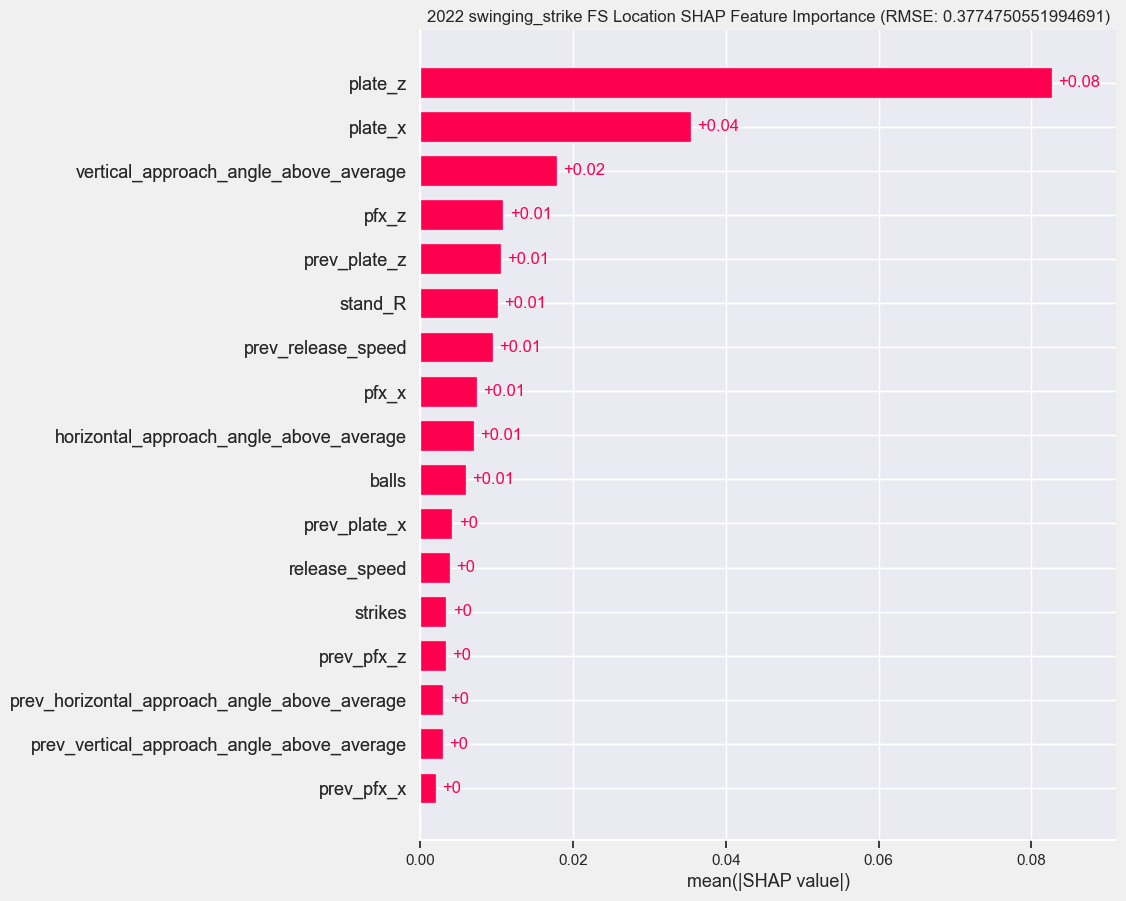 2022 swinging_strike FS Location SHAP Feature Importance (RMSE: 0.3774750551994691)
plate_z +0.08
plate_x +0.04
vertical_approach_angle_above_average +0.02
pfx_z +0.01
prev_plate_z +0.01
stand_R +0.01
prev_release_speed +0.01
pfx_x +0.01
horizontal_approach_angle_above_average +0.01
balls +0.01
prev_plate_x +0
release_speed +0
strikes +0
prev_pfx_z +0
prev_horizontal_approach_angle_above_average +0
prev_vertical_approach_angle_above_average +0
prev_pfx_x +0
0.00 0.02 0.04 0.06 0.08
mean(|SHAP value|)